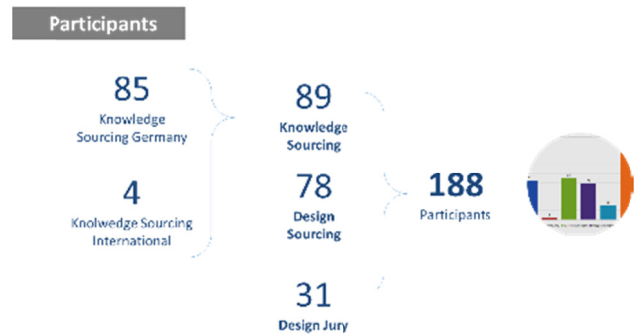 Participants
85
Knowledge
Sourcing Germany
4
Knolwedge Sourcing
International
89
Knowledge
Sourcing
78
Design
Sourcing
31
Design Jury
188
Participants